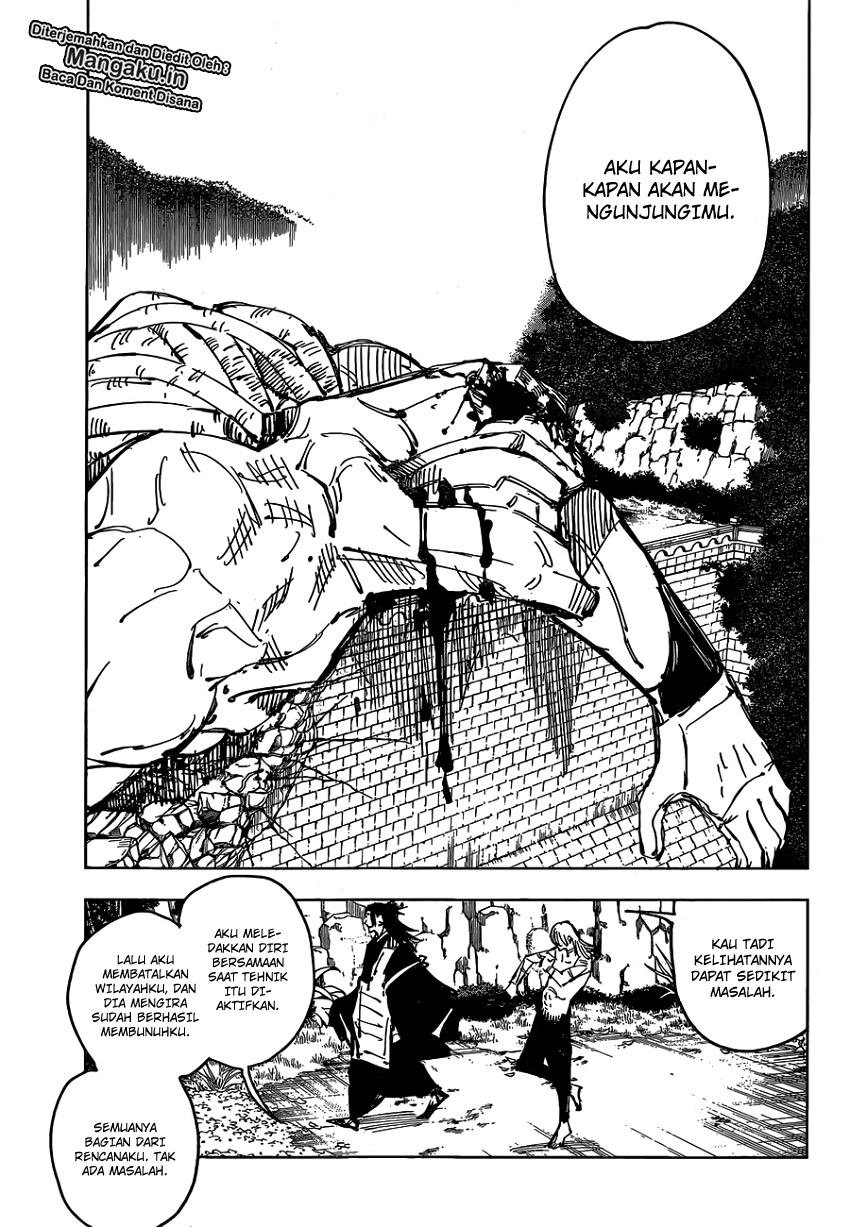 Diterjemahkan dan Diedit Oleh:
Mangaku.in
Baca Dan Koment Disana
AKU KAPAN-
KAPAN AKAN ME-
NGUNJUNGIMU.
KAU TADI
KELIHATANNYA
DAPAT SEDIKIT
MASALAH.
AKU MELE-
DAKKAN DIRI
BERSAMAAN
SAAT TEHNIK
ITU DI-
AKTIFKAN.
LALU AKU
MEMBATALKAN
WILAYAHKU, DAN
DIA MENGIRA
SUDAH BERHASIL
MEMBUNUHKU.
SEMUANYA
BAGIAN DARI
RENCANAKU. TAK
ADA MASALAH.